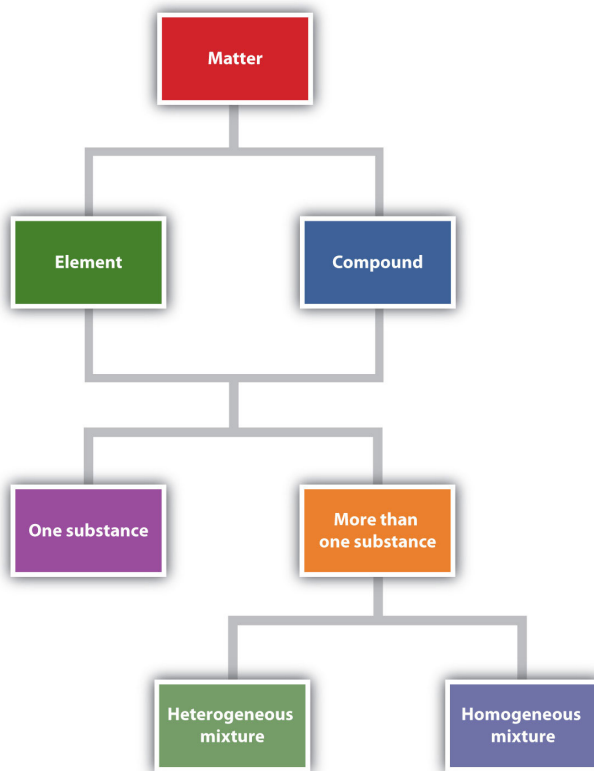 Matter
Element
Compound
One substance
More than
one substance
Heterogeneous
mixture
Homogeneous
mixture